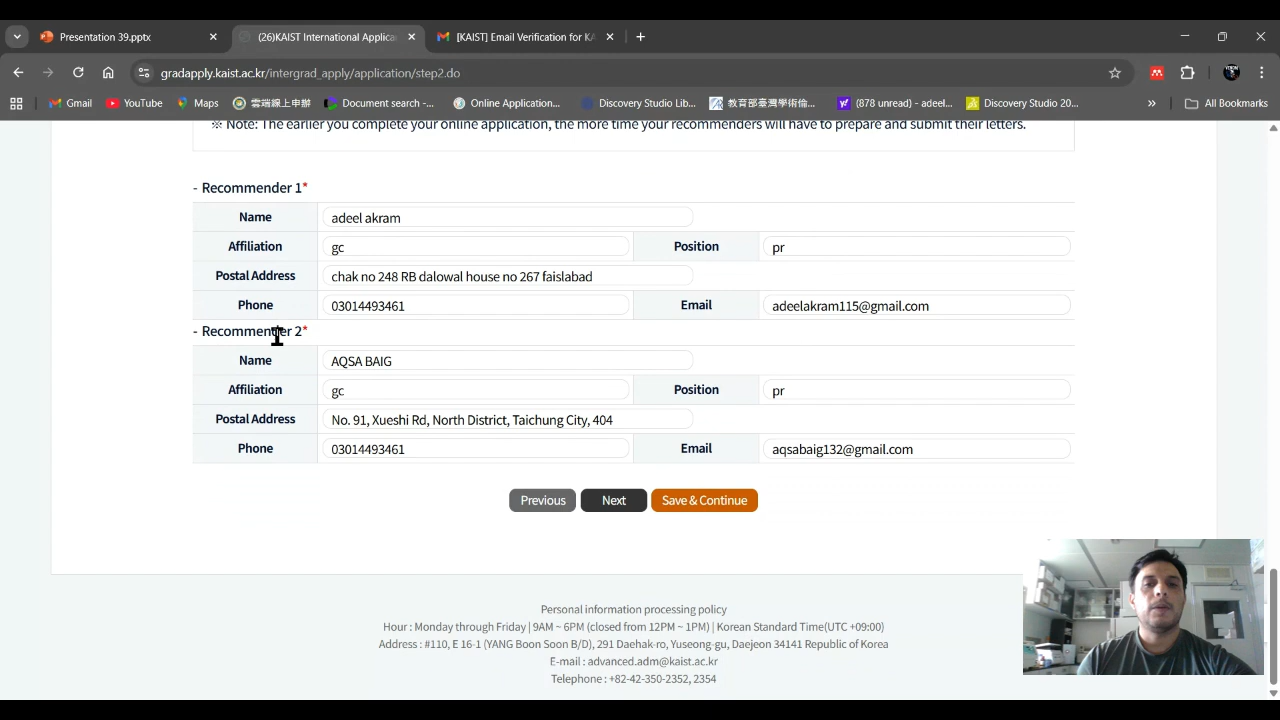 Presentation 39.pptx
(26)KAIST International Applica
[KAIST] Email Verification for KA
gradapply.kaist.ac.kr/intergrad_apply/application/step2.do
Gmail
YouTube
Maps
雲端線上申辦
Document search -...
Online Application...
Discovery Studio Lib...
教育部臺灣學術倫...
(878 unread) - adeel...
Discovery Studio 20...
»
All Bookmarks
※ Note: The earlier you complete your online application, the more time your recommenders will have to prepare and submit their letters.
- Recommender 1*
Name adeel akram
Affiliation gc Position pr
Postal Address chak no 248 RB dalowal house no 267 faislabad
Phone 03014493461 Email adeelakram115@gmail.com
- Recommender 2*
Name AQSA BAIG
Affiliation gc Position pr
Postal Address No. 91, Xueshi Rd, North District, Taichung City, 404
Phone 03014493461 Email aqsabaig132@gmail.com
Previous Next Save & Continue
Personal information processing policy
Hour : Monday through Friday | 9AM ~ 6PM (closed from 12PM ~ 1PM) | Korean Standard Time(UTC +09:00)
Address : #110, E 16-1 (YANG Boon Soon B/D), 291 Daehak-ro, Yuseong-gu, Daejeon 34141 Republic of Korea
E-mail : advanced.adm@kaist.ac.kr
Telephone : +82-42-350-2352, 2354